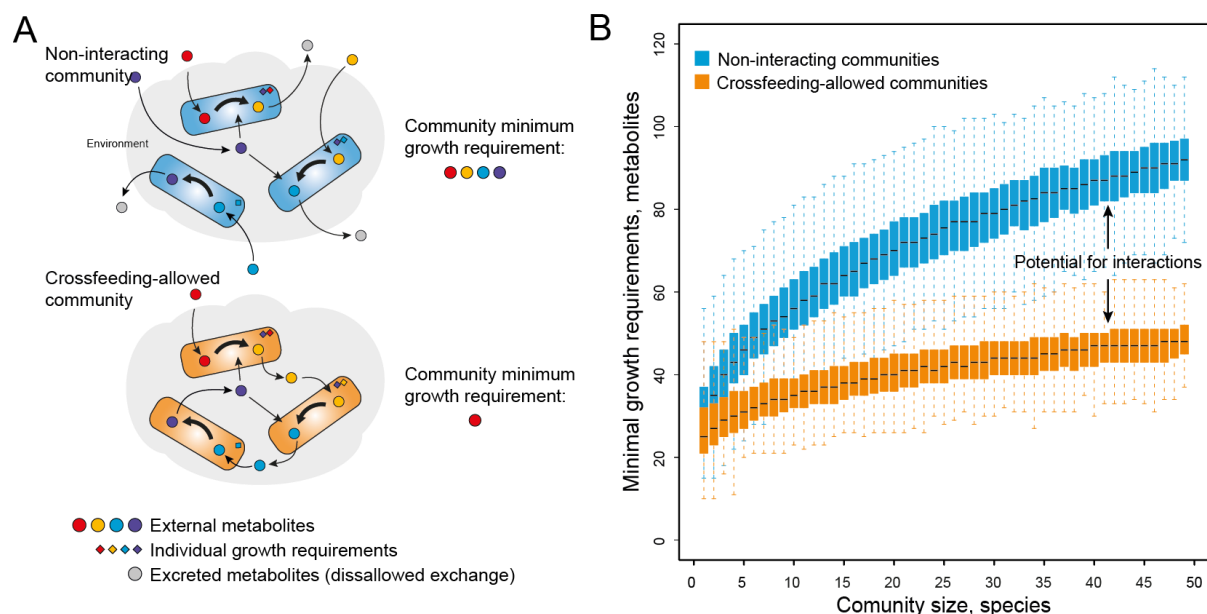 A
Non-interacting
community
Environment
Community minimum
growth requirement:
Crossfeeding-allowed
community
Community minimum
growth requirement:
External metabolites
Individual growth requirements
Excreted metabolites (dissallowed exchange)
B
Non-interacting communities
Crossfeeding-allowed communities
Potential for interactions
Minimal growth requirements, metabolites
0
20
40
60
80
100
120
0
5
10
15
20
25
30
35
40
45
50
Comunity size, species